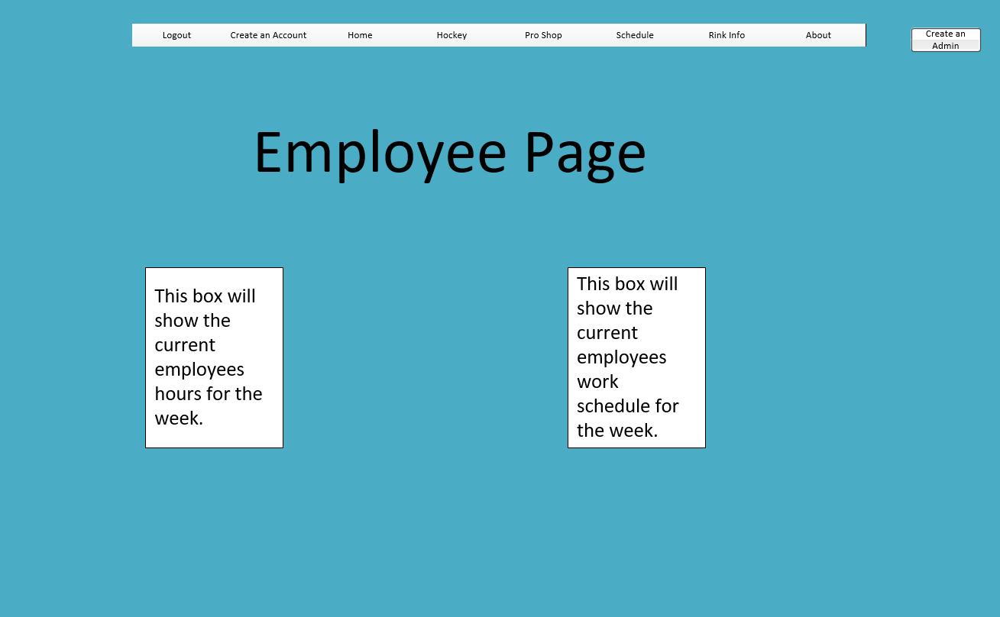 Logout Create an Account Home Hockey Pro Shop Schedule Rink Info About
Create an
Admin
Employee Page
This box will
show the
current
employees
hours for the
week.
This box will
show the
current
employees
work
schedule for
the week.